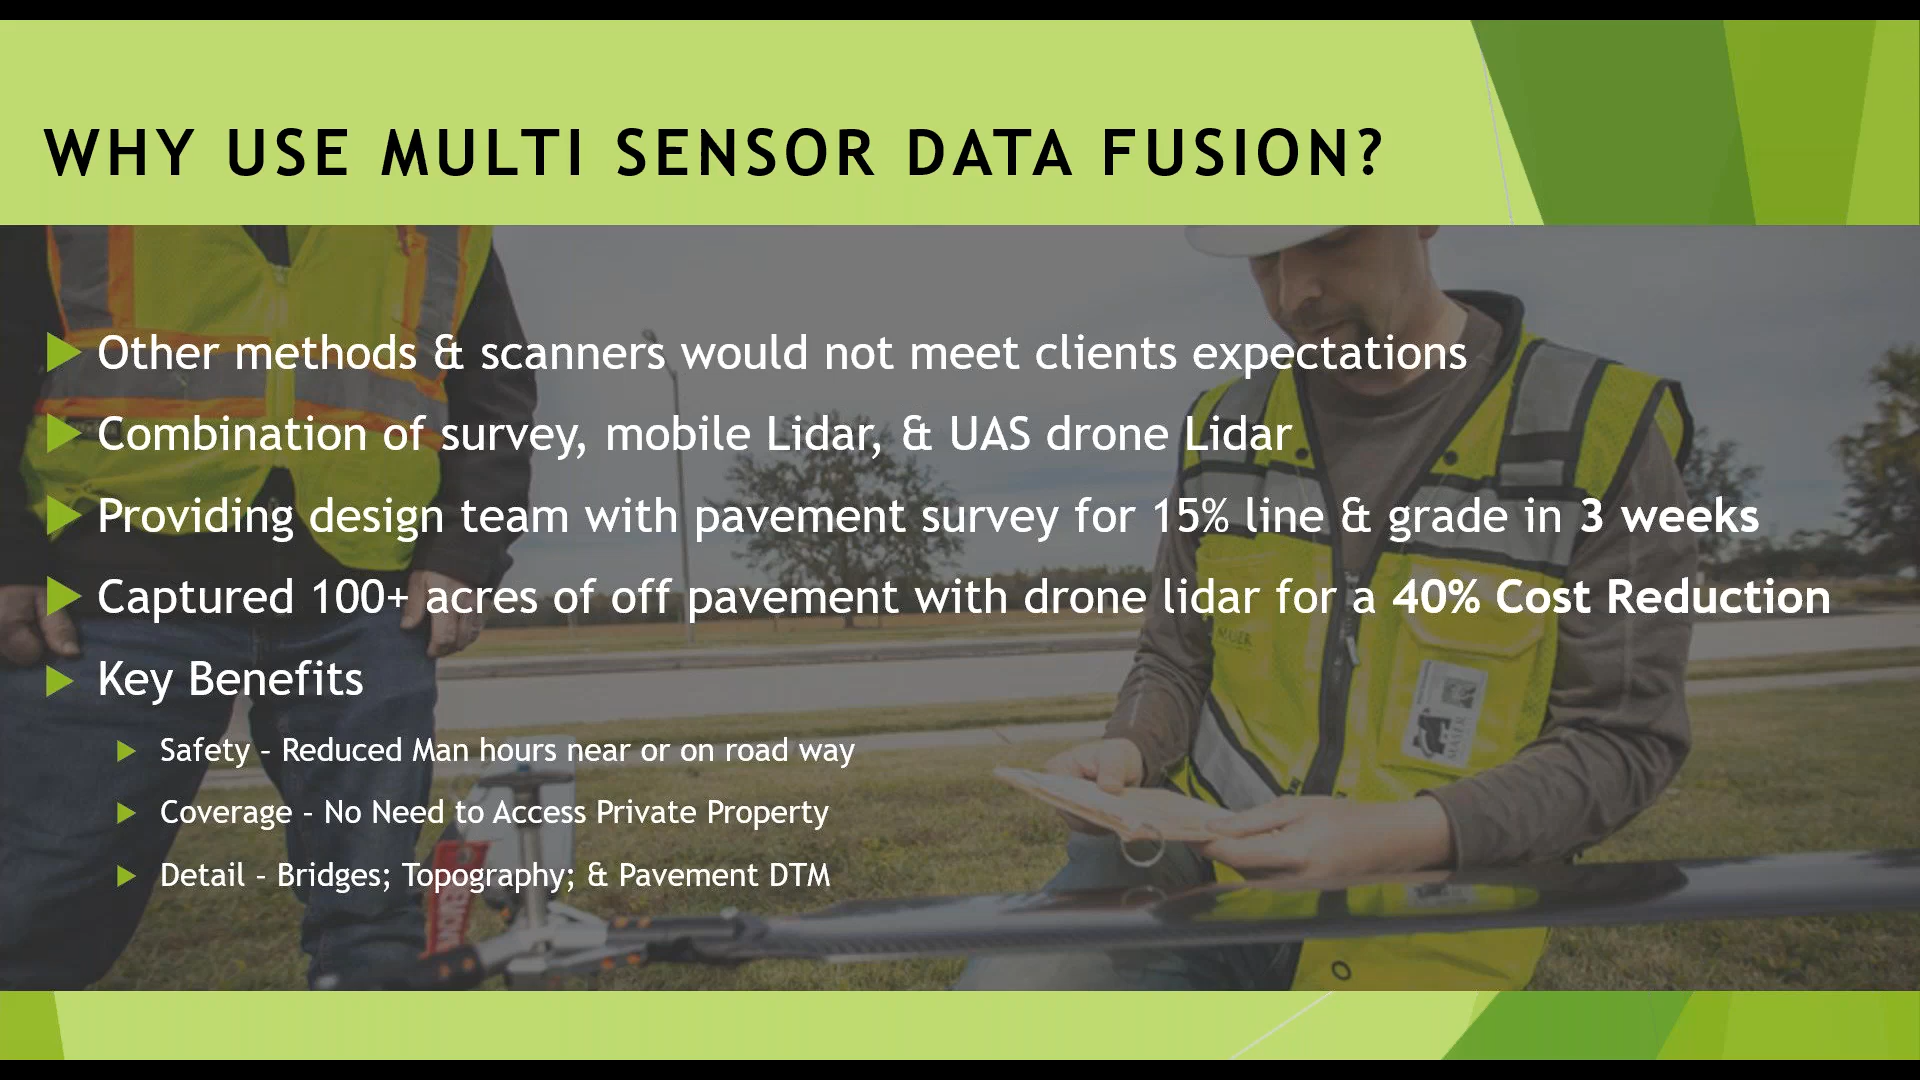 WHY USE MULTI SENSOR DATA FUSION?
Other methods & scanners would not meet clients expectations
Combination of survey, mobile Lidar, & UAS drone Lidar
Providing design team with pavement survey for 15% line & grade in 3 weeks
Captured 100+ acres of off pavement with drone lidar for a 40% Cost Reduction
Key Benefits
Safety – Reduced Man hours near or on road way
Coverage – No Need to Access Private Property
Detail – Bridges; Topography; & Pavement DTM